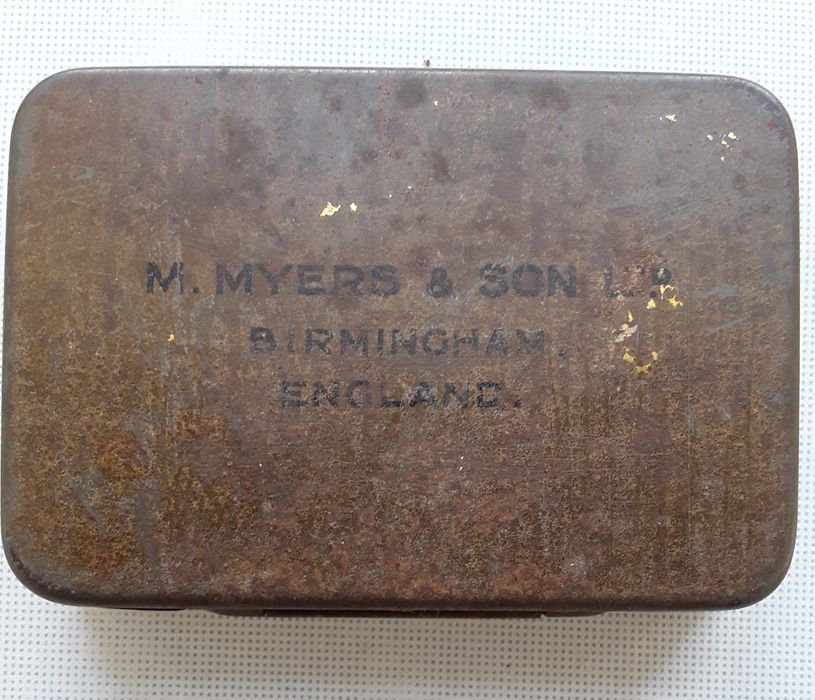 M. MYERS & SON LTD
BIRMINGHAM.
ENGLAND.